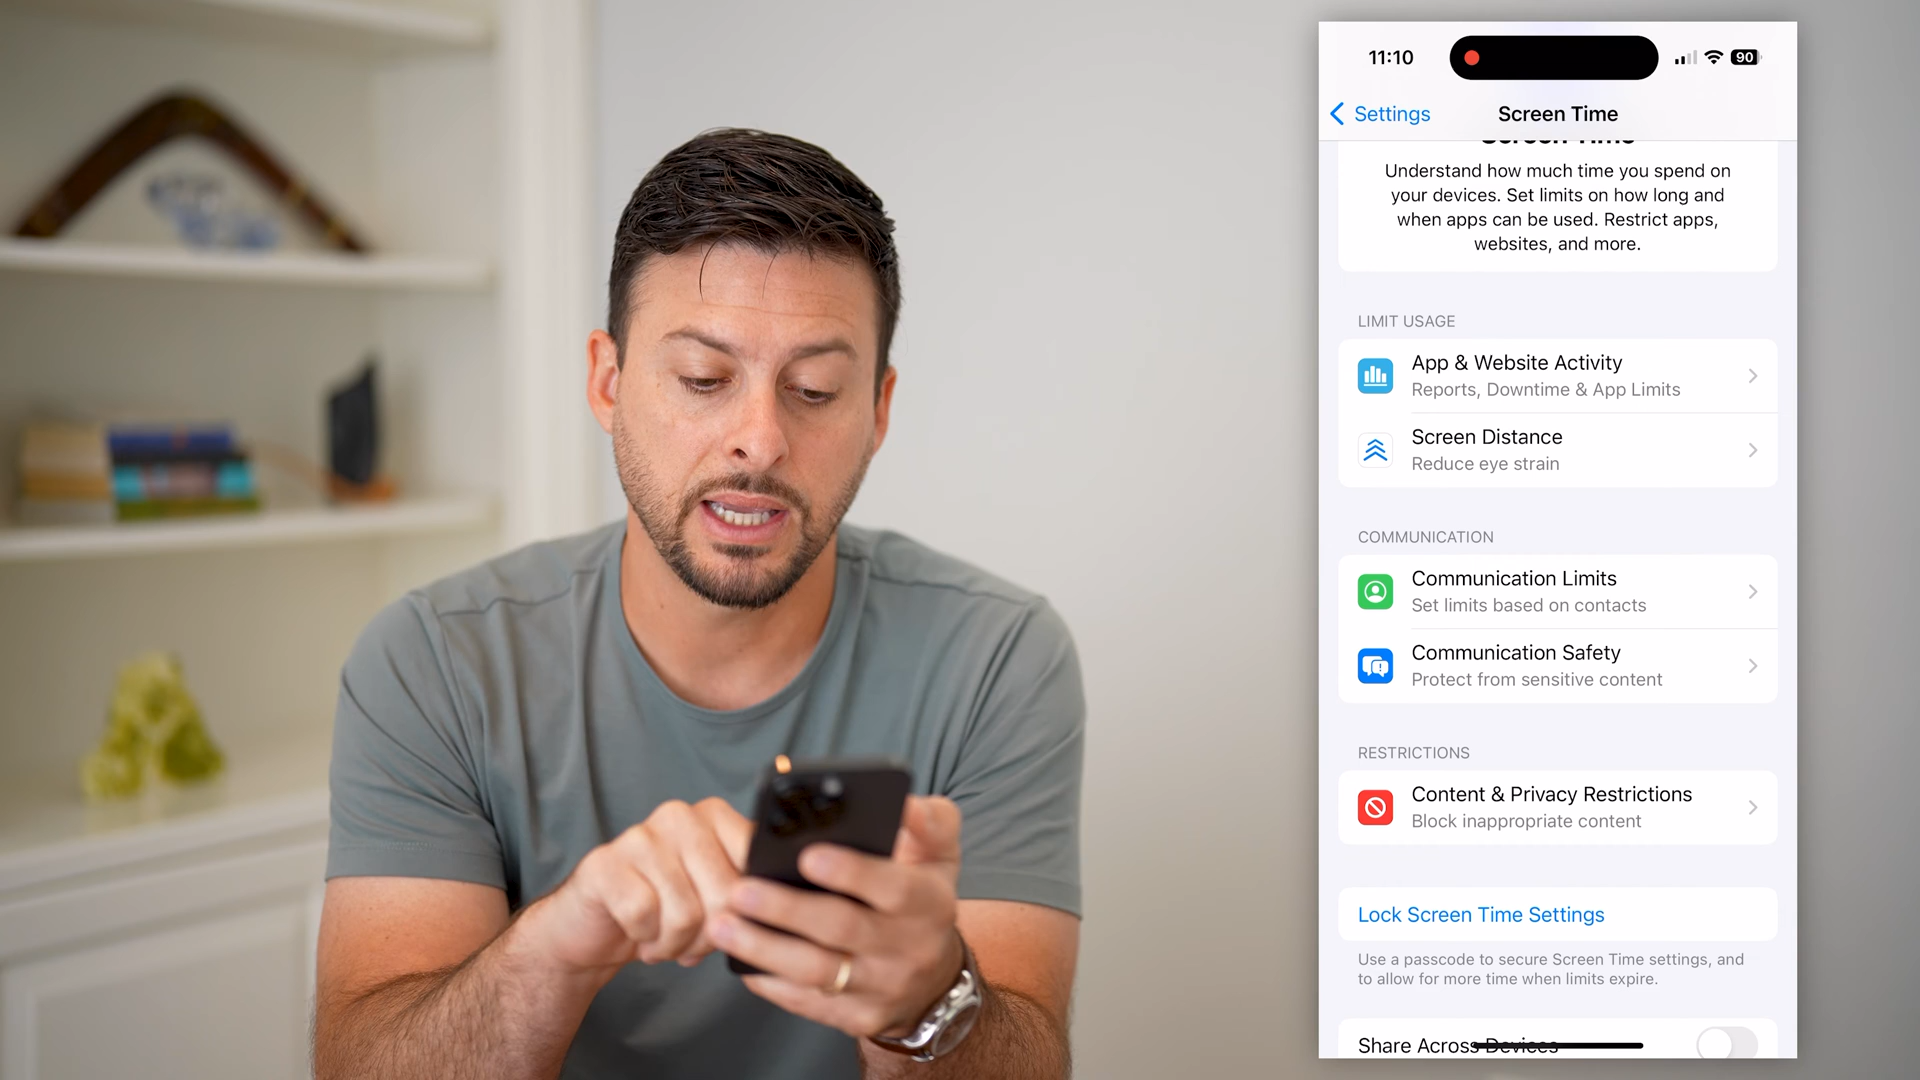 11:10
90
Settings
Screen Time
Screen Time
Understand how much time you spend on
your devices. Set limits on how long and
when apps can be used. Restrict apps,
websites, and more.
LIMIT USAGE
App & Website Activity
Reports, Downtime & App Limits
Screen Distance
Reduce eye strain
COMMUNICATION
Communication Limits
Set limits based on contacts
Communication Safety
Protect from sensitive content
RESTRICTIONS
Content & Privacy Restrictions
Block inappropriate content
Lock Screen Time Settings
Use a passcode to secure Screen Time settings, and
to allow for more time when limits expire.
Share Across Devices